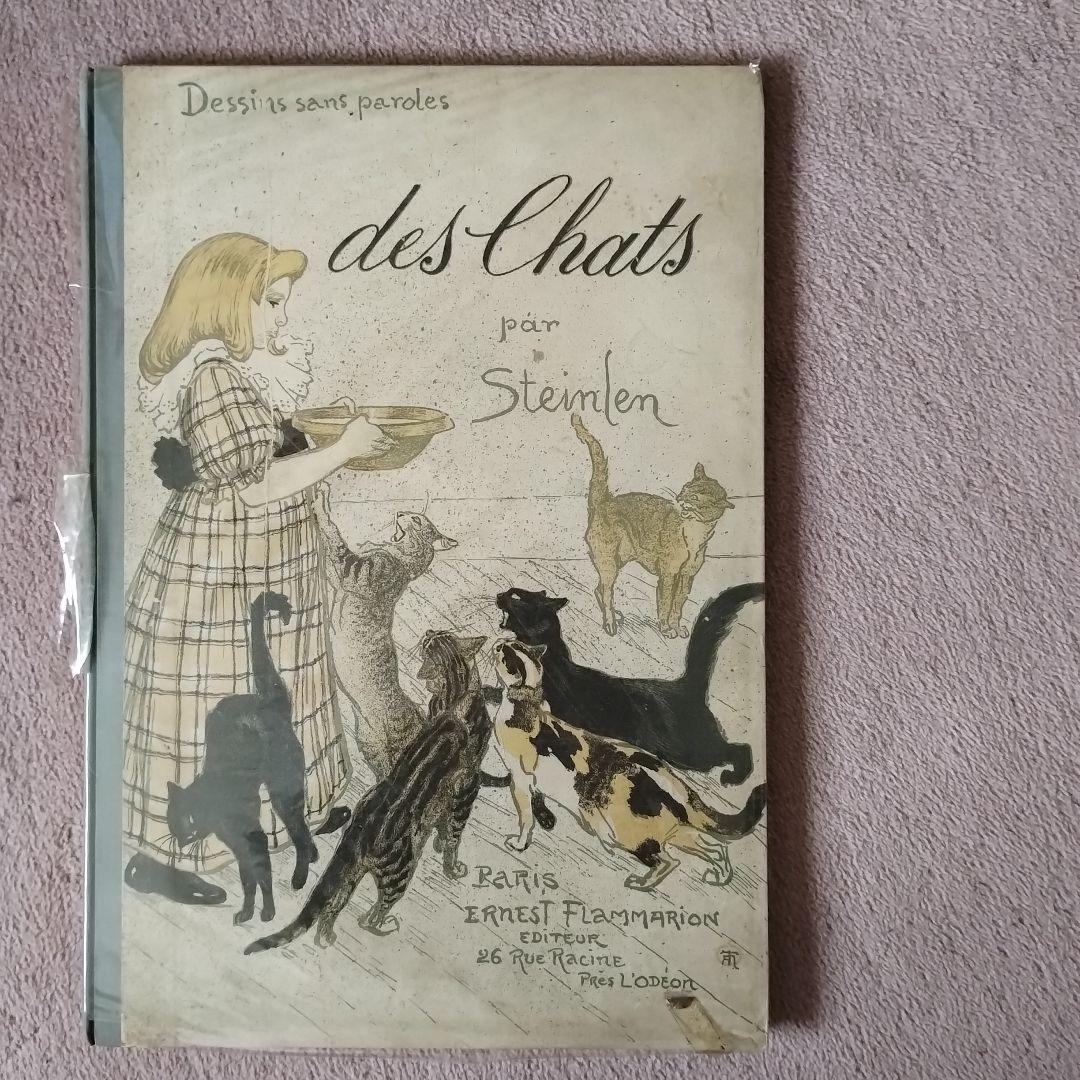 Dessins sans paroles
des Chats
par
Steinlen
PARIS
ERNEST FLAMMARION
EDITEUR
26 RUE RACINE
PRÈS L'ODÉON